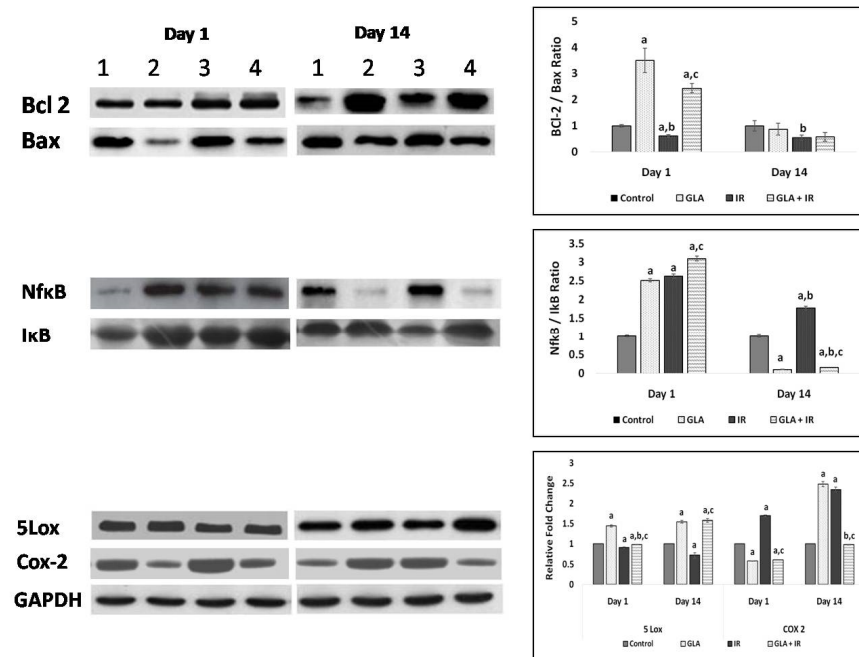 Day 1
Day 14
1 2 3 4
1 2 3 4
Bcl 2
Bax
NfκB
IκB
5Lox
Cox-2
GAPDH
BCl-2 / Bax Ratio
5
4
3
2
1
0
a
a,b
a,c
b
Day 1
Day 14
Control
GLA
IR
GLA + IR
NfkB / IkB Ratio
3.5
3
2.5
2
1.5
1
0.5
0
a
a
a,c
a
a,b
a,b,c
Day 1
Day 14
Control
GLA
IR
GLA + IR
Relative Fold Change
3
2.5
2
1.5
1
0.5
0
a
a
a,b,c
a
a
a,c
a
a
a,c
a
a
b,c
Day 1
Day 14
Day 1
Day 14
5 Lox
COX 2
Control
GLA
IR
GLA + IR